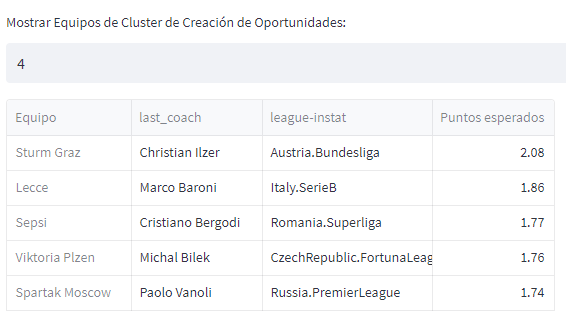 Mostrar Equipos de Cluster de Creación de Oportunidades:
4
Equipo last_coach league-instat Puntos esperados
Sturm Graz Christian Ilzer Austria.Bundesliga 2.08
Lecce Marco Baroni Italy.SerieB 1.86
Sepsi Cristiano Bergodi Romania.Superliga 1.77
Viktoria Plzen Michal Bilek CzechRepublic.FortunaLeag 1.76
Spartak Moscow Paolo Vanoli Russia.PremierLeague 1.74